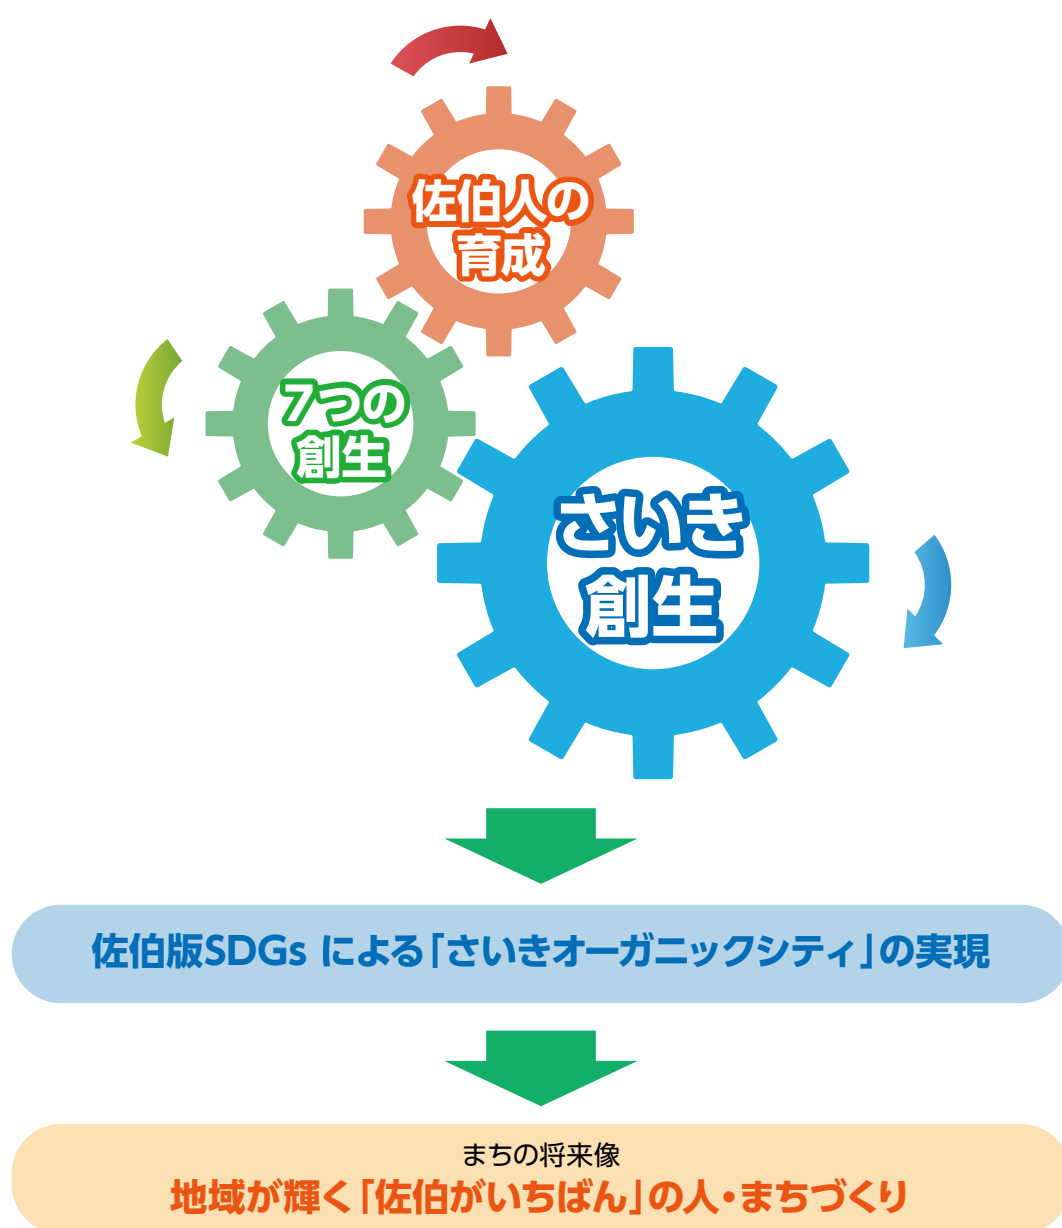 佐伯人の
育成
7つの
創生
さいき
創生
佐伯版SDGs による「さいきオーガニックシティ」の実現
まちの将来像
地域が輝く「佐伯がいちばん」の人・まちづくり